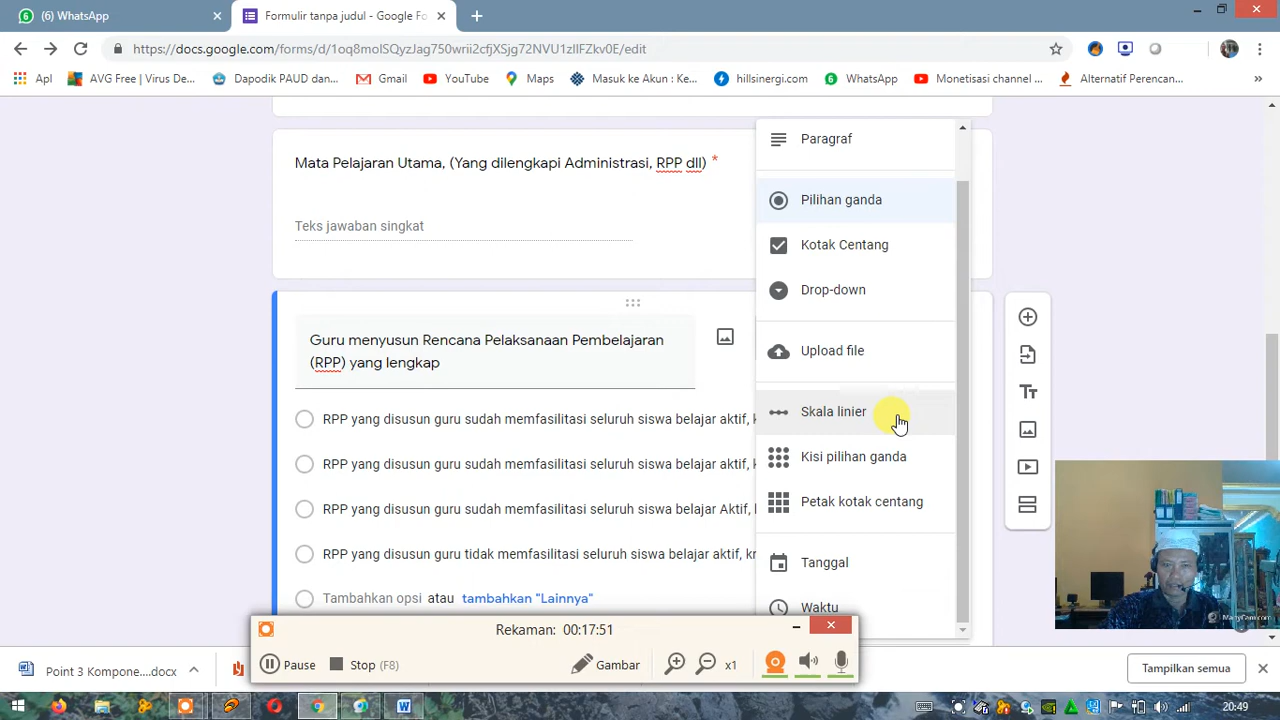 (6) WhatsApp
Formulir tanpa judul - Google Fo
https://docs.google.com/forms/d/1oq8molSQyzJag750wrii2cfjXSjg72NVU1zlIFZkv0E/edit
Apl
AVG Free | Virus De...
Dapodik PAUD dan...
Gmail
YouTube
Maps
Masuk ke Akun : Ke...
hillsinergi.com
WhatsApp
Monetisasi channel ...
Alternatif Perencan...
»
Mata Pelajaran Utama, (Yang dilengkapi Administrasi, RPP dll) *
Teks jawaban singkat
Guru menyusun Rencana Pelaksanaan Pembelajaran
(RPP) yang lengkap
RPP yang disusun guru sudah memfasilitasi seluruh siswa belajar aktif, k
RPP yang disusun guru sudah memfasilitasi seluruh siswa belajar aktif, k
RPP yang disusun guru sudah memfasilitasi seluruh siswa belajar Aktif, k
RPP yang disusun guru tidak memfasilitasi seluruh siswa belajar aktif, kr
Tambahkan opsi atau tambahkan "Lainnya"
Paragraf
Pilihan ganda
Kotak Centang
Drop-down
Upload file
Skala linier
Kisi pilihan ganda
Petak kotak centang
Tanggal
Waktu
Tt
ManyCam.com
Rekaman: 00:17:51
Pause
Stop (F8)
Gambar
x1
Point 3 Kompone....docx
Tampilkan semua
20:49